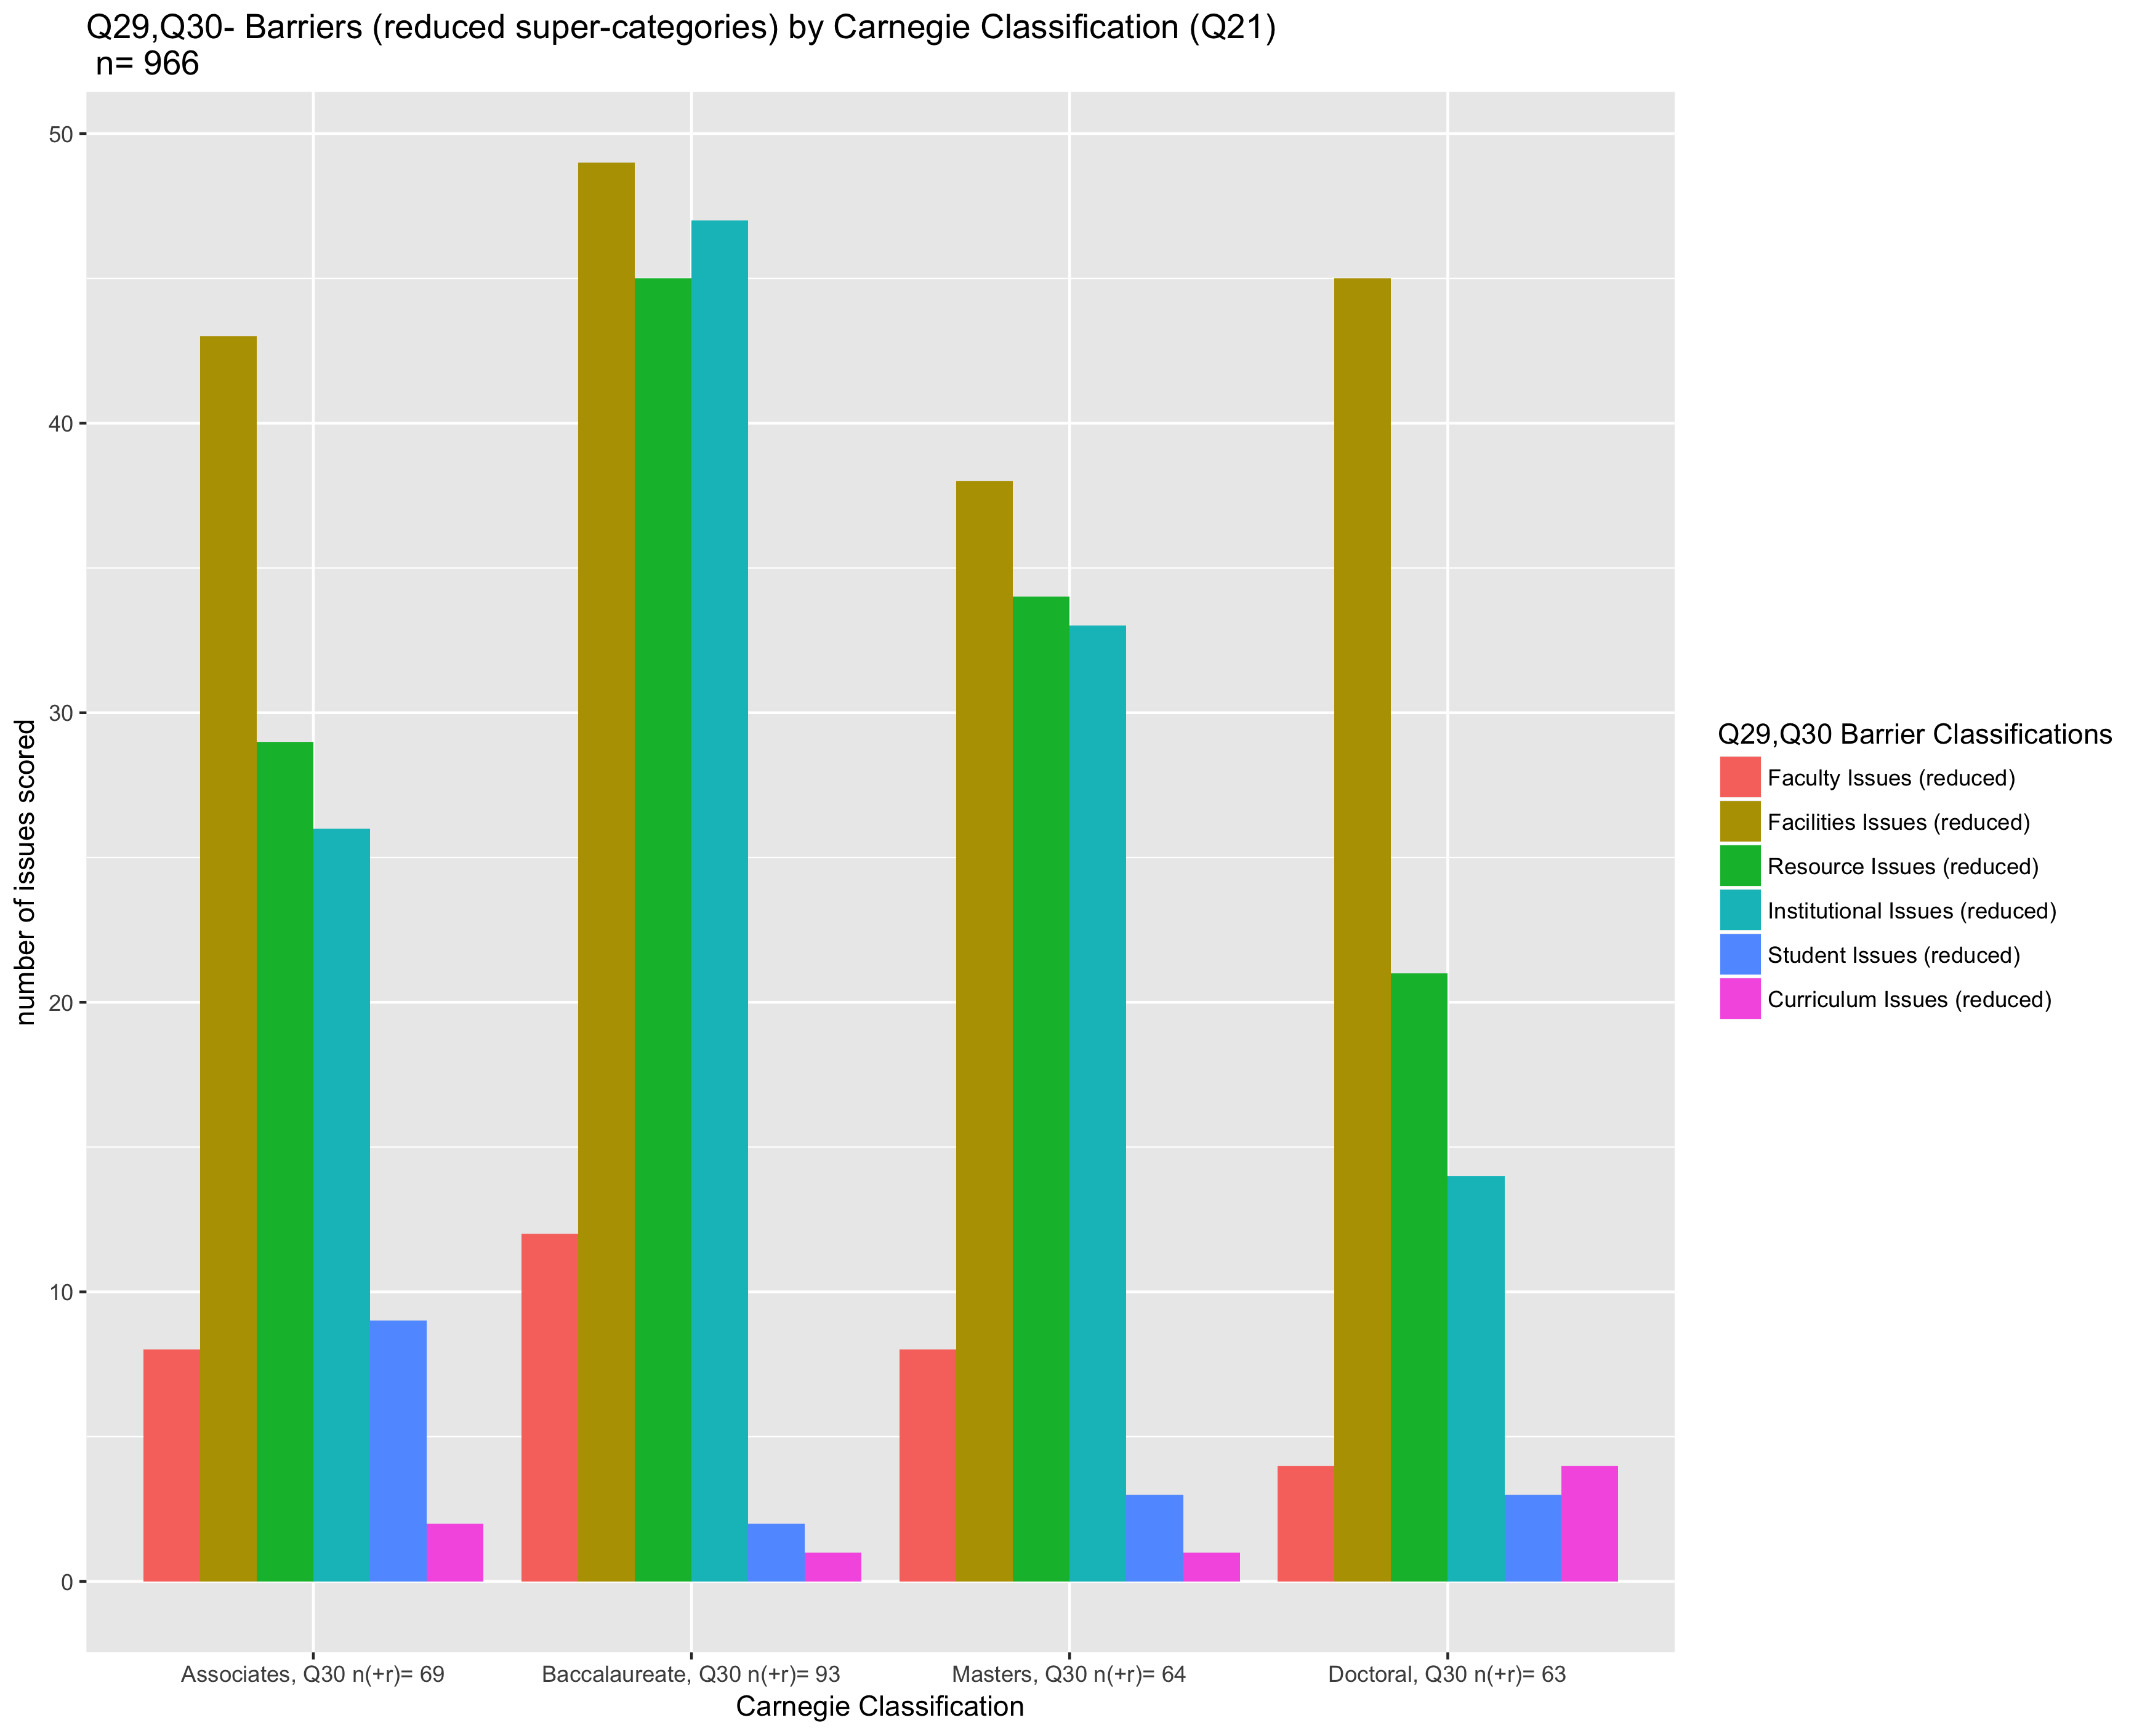 Q29,Q30- Barriers (reduced super-categories) by Carnegie Classification (Q21)
n= 966
number of issues scored
50
40
30
20
10
0
Associates, Q30 n(+r)= 69
Baccalaureate, Q30 n(+r)= 93
Masters, Q30 n(+r)= 64
Doctoral, Q30 n(+r)= 63
Carnegie Classification
Q29,Q30 Barrier Classifications
Faculty Issues (reduced)
Facilities Issues (reduced)
Resource Issues (reduced)
Institutional Issues (reduced)
Student Issues (reduced)
Curriculum Issues (reduced)